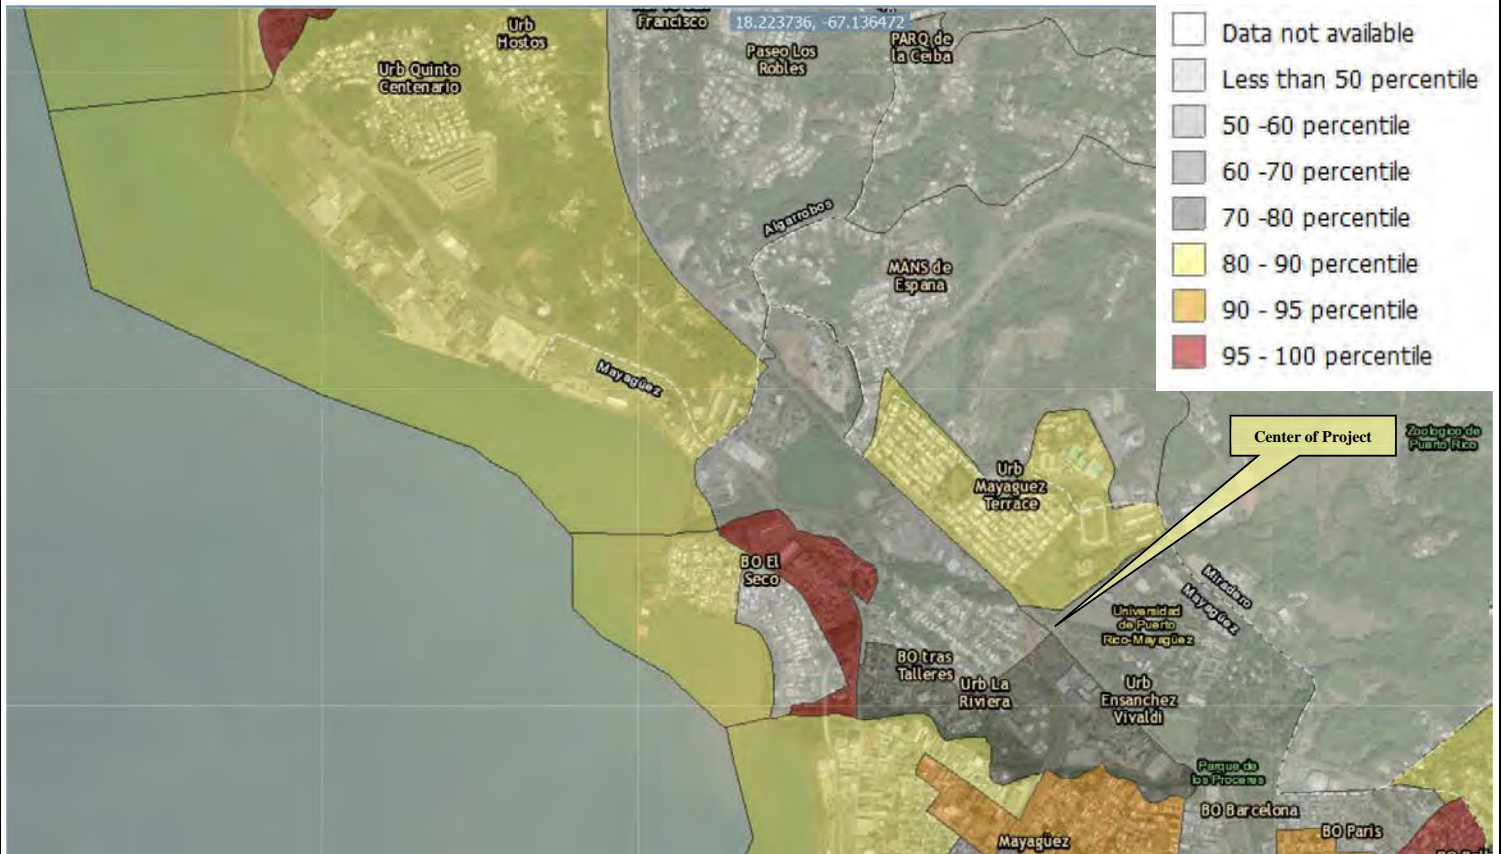 Francisco
18.223736, -67.136472
Urb
Hostos
Paseo Los
Robles
PARQ de
la Ceiba
Urb Quinto
Centenario
Data not available
Less than 50 percentile
50 -60 percentile
60 -70 percentile
70 -80 percentile
80 - 90 percentile
90 - 95 percentile
95 - 100 percentile
Algarrobos
MANS de
Espana
Mayagüez
Center of Project
Zoologico de
Puerto Rico
Urb
Mayaguez
Terrace
BO El
Seco
Miradero
Mayagüez
Universidad
de Puerto
Rico-Mayagüez
BO tras
Talleres
Urb La
Riviera
Urb
Ensanchez
Vivaldi
Parque de
los Proceres
BO Barcelona
BO Paris
Mayagüez